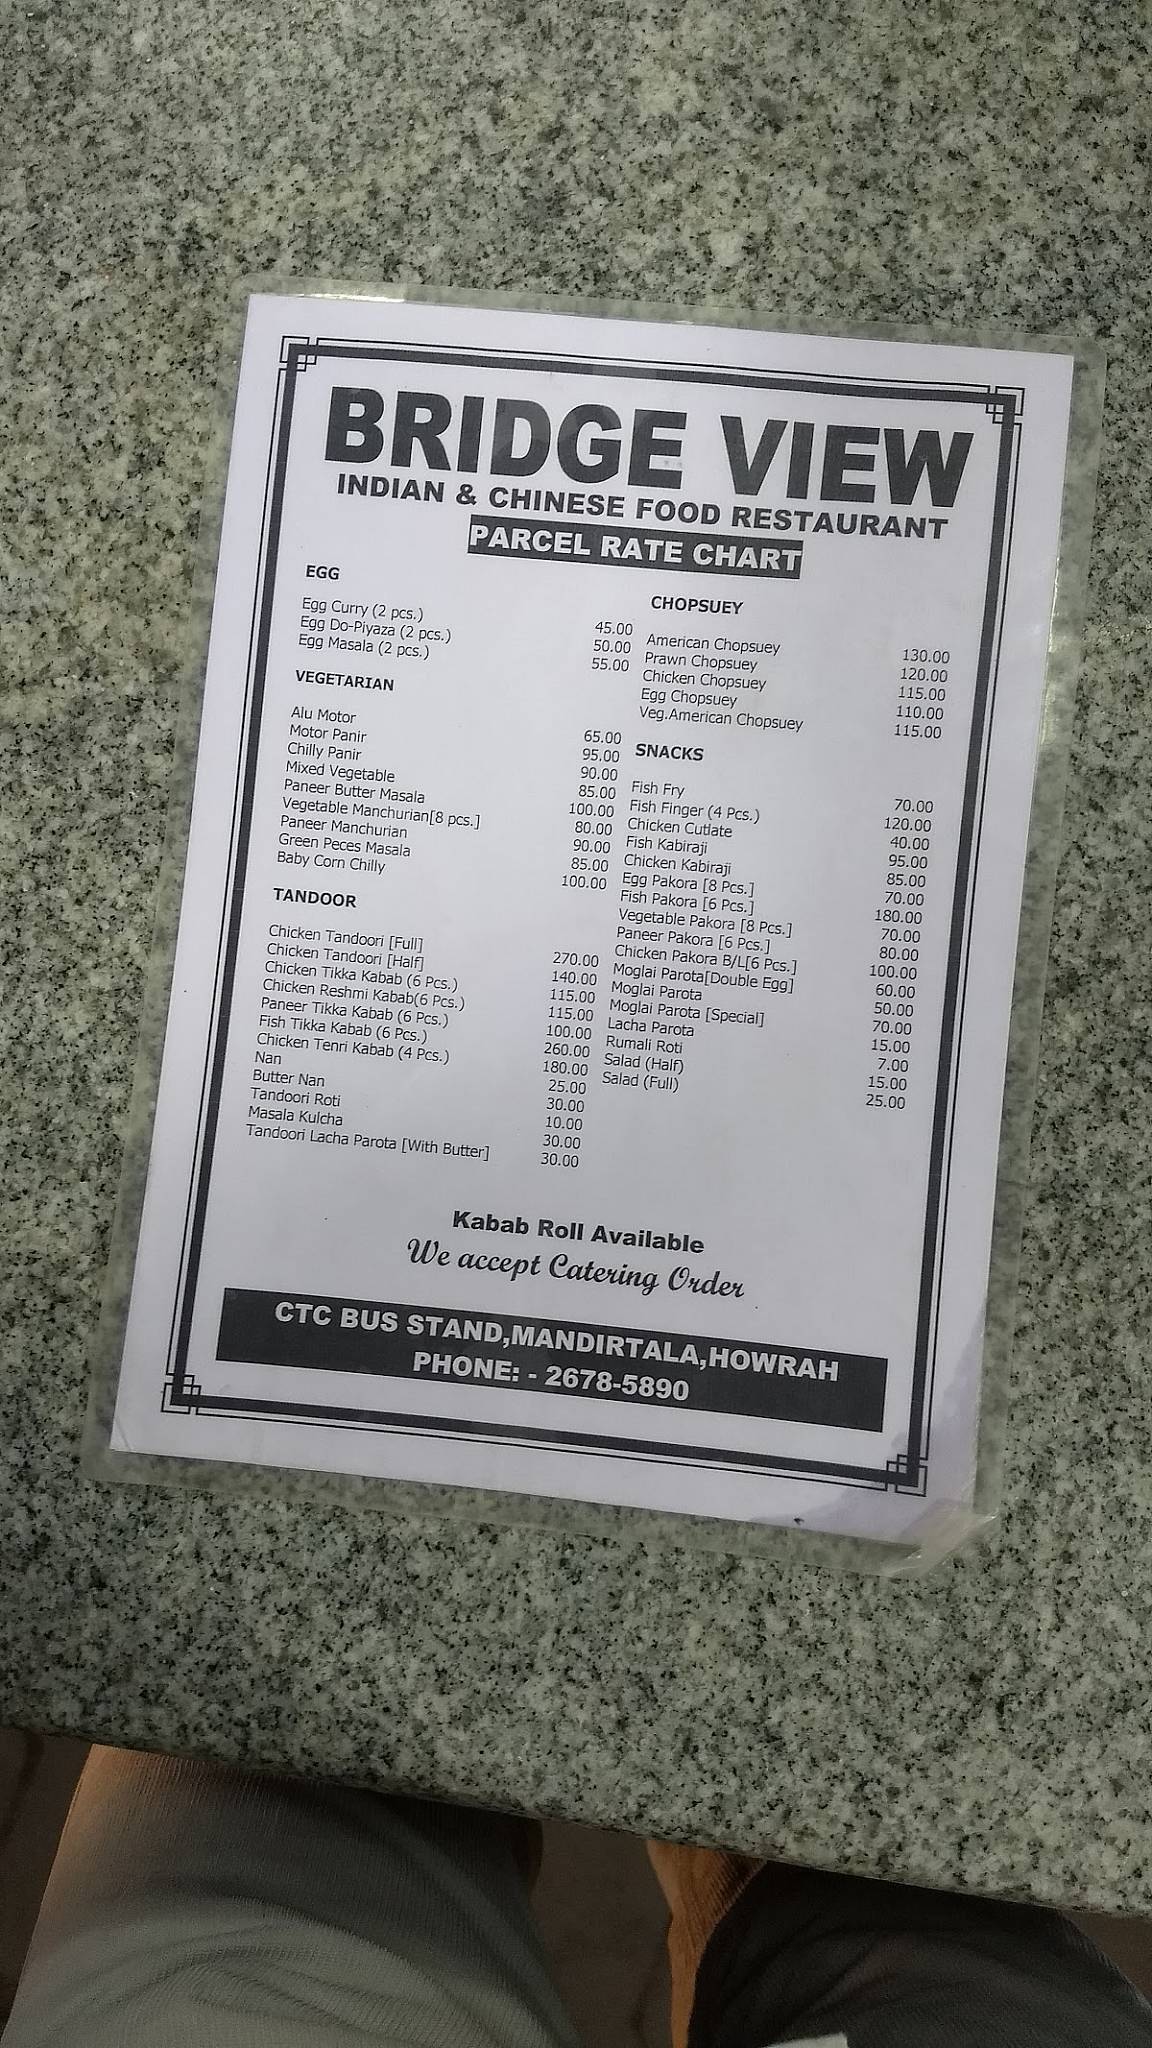 BRIDGE VIEW
INDIAN & CHINESE FOOD RESTAURANT
PARCEL RATE CHART
EGG
Egg Curry (2 pcs.) 45.00
Egg Do-Piyaza (2 pcs.) 50.00
Egg Masala (2 pcs.) 55.00
VEGETARIAN
Alu Motor 65.00
Motor Panir 95.00
Chilly Panir 90.00
Mixed Vegetable 85.00
Paneer Butter Masala 100.00
Vegetable Manchurian[8 pcs.] 80.00
Paneer Manchurian 90.00
Green Peces Masala 85.00
Baby Corn Chilly 100.00
TANDOOR
Chicken Tandoori [Full] 270.00
Chicken Tandoori [Half] 140.00
Chicken Tikka Kabab (6 Pcs.) 115.00
Chicken Reshmi Kabab(6 Pcs.) 115.00
Paneer Tikka Kabab (6 Pcs.) 100.00
Fish Tikka Kabab (6 Pcs.) 260.00
Chicken Tenri Kabab (4 Pcs.) 180.00
Nan 25.00
Butter Nan 30.00
Tandoori Roti 10.00
Masala Kulcha 30.00
Tandoori Lacha Parota [With Butter] 30.00
CHOPSUEY
American Chopsuey 130.00
Prawn Chopsuey 120.00
Chicken Chopsuey 115.00
Egg Chopsuey 110.00
Veg.American Chopsuey 115.00
SNACKS
Fish Fry 70.00
Fish Finger (4 Pcs.) 120.00
Chicken Cutlate 40.00
Fish Kabiraji 95.00
Chicken Kabiraji 85.00
Egg Pakora [8 Pcs.] 70.00
Fish Pakora [6 Pcs.] 180.00
Vegetable Pakora [8 Pcs.] 70.00
Paneer Pakora [6 Pcs.] 80.00
Chicken Pakora B/L[6 Pcs.] 100.00
Moglai Parota[Double Egg] 60.00
Moglai Parota 50.00
Moglai Parota [Special] 70.00
Lacha Parota 15.00
Rumali Roti 7.00
Salad (Half) 15.00
Salad (Full) 25.00
Kabab Roll Available
We accept Catering Order
CTC BUS STAND,MANDIRTALA,HOWRAH
PHONE: - 2678-5890